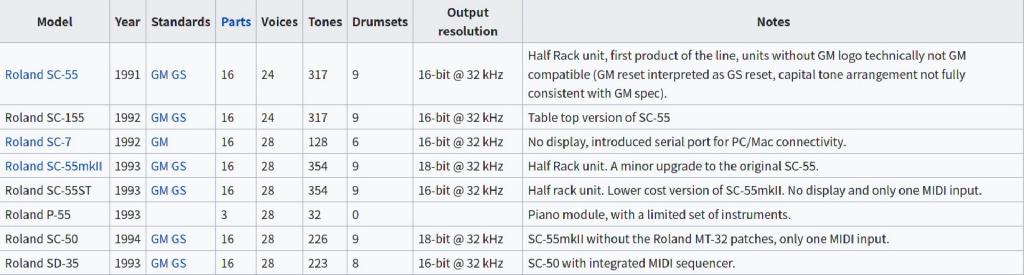 Model Year Standards Parts Voices Tones Drumsets Output resolution Notes
Roland SC-55 1991 GM GS 16 24 317 9 16-bit @ 32 kHz Half Rack unit, first product of the line, units without GM logo technically not GM
compatible (GM reset interpreted as GS reset, capital tone arrangement not fully
consistent with GM spec).
Roland SC-155 1992 GM GS 16 24 317 9 16-bit @ 32 kHz Table top version of SC-55
Roland SC-7 1992 GM 16 28 128 6 16-bit @ 32 kHz No display, introduced serial port for PC/Mac connectivity.
Roland SC-55mkII 1993 GM GS 16 28 354 9 18-bit @ 32 kHz Half Rack unit. A minor upgrade to the original SC-55.
Roland SC-55ST 1993 GM GS 16 28 354 9 16-bit @ 32 kHz Half rack unit. Lower cost version of SC-55mkII. No display and only one MIDI input.
Roland P-55 1993 3 28 32 0 Piano module, with a limited set of instruments.
Roland SC-50 1994 GM GS 16 28 226 9 18-bit @ 32 kHz SC-55mkII without the Roland MT-32 patches, only one MIDI input.
Roland SD-35 1993 GM GS 16 28 223 8 16-bit @ 32 kHz SC-50 with integrated MIDI sequencer.